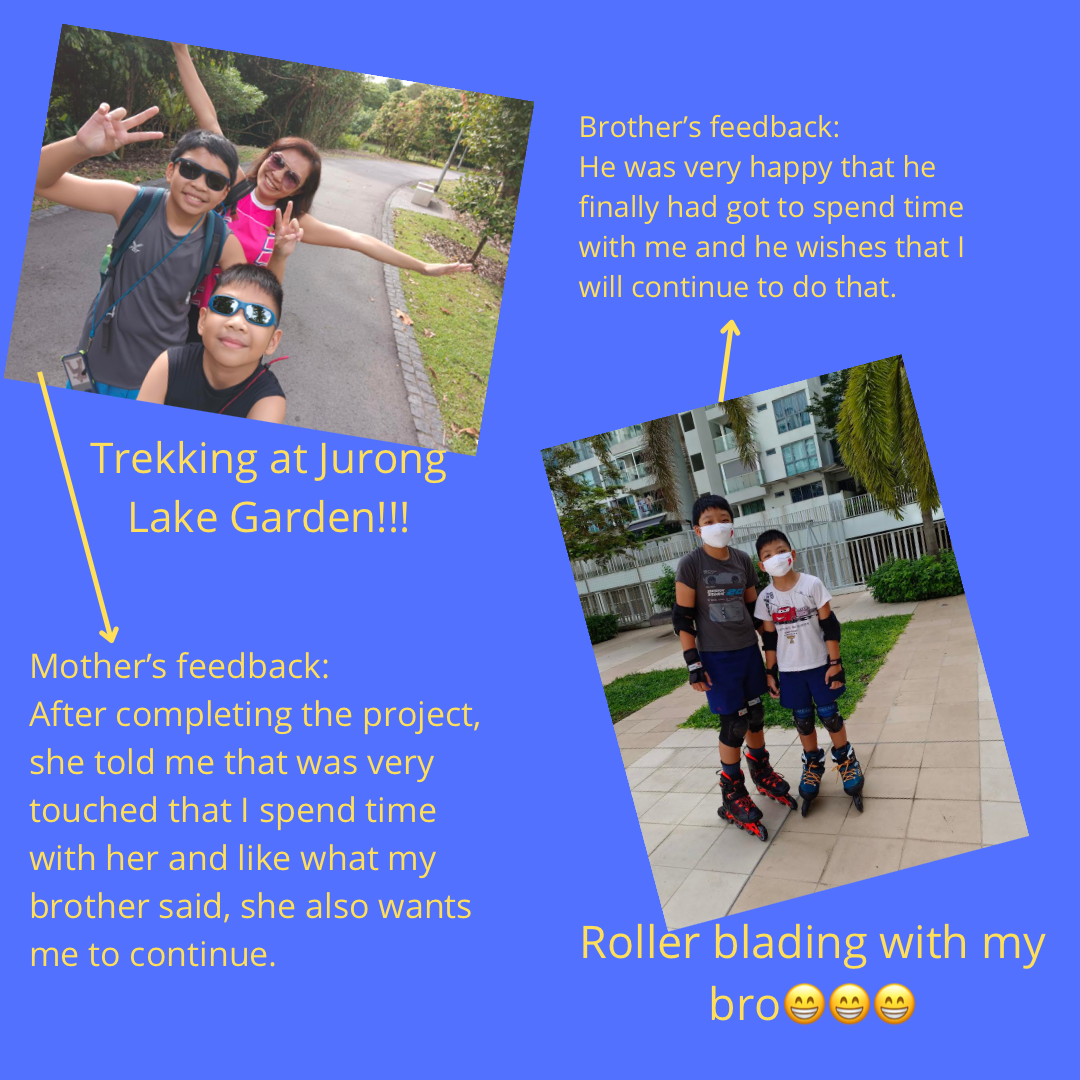 Brother’s feedback:
He was very happy that he
finally had got to spend time
with me and he wishes that I
will continue to do that.
Trekking at Jurong
Lake Garden!!!
Mother’s feedback:
After completing the project,
she told me that was very
touched that I spend time
with her and like what my
brother said, she also wants
me to continue.
Roller blading with my
bro😁😁😁